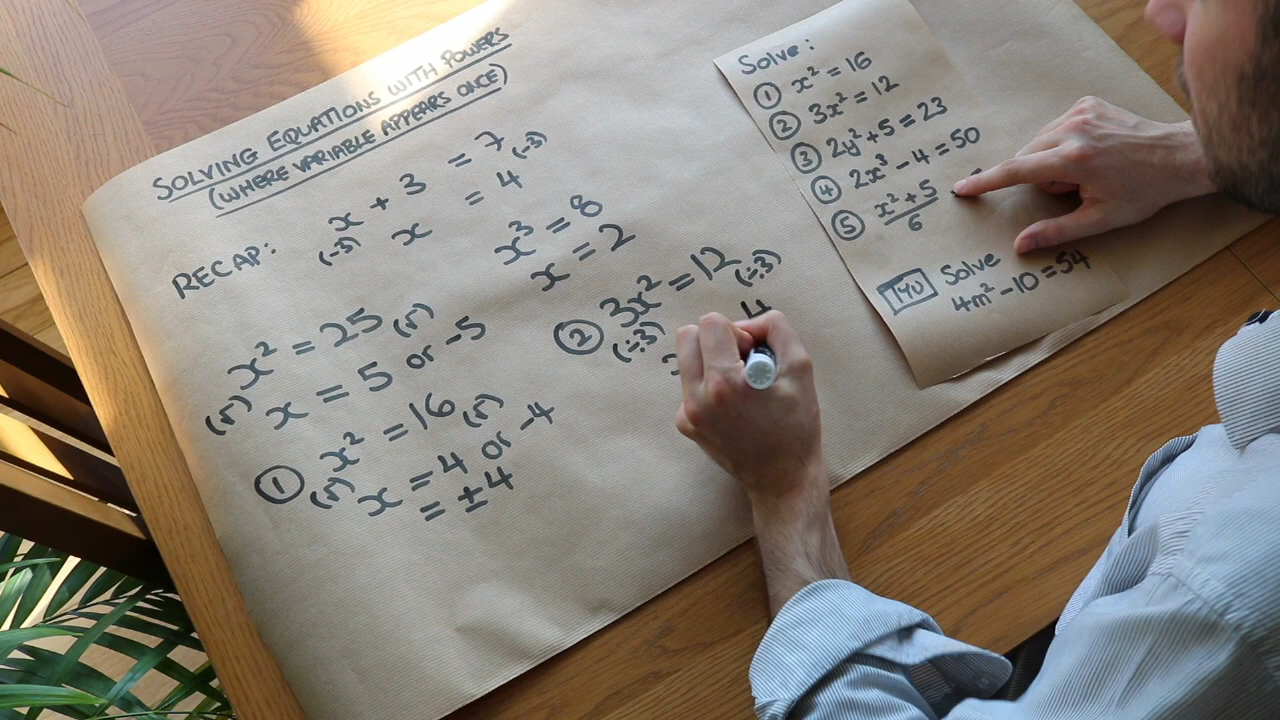 SOLVING EQUATIONS WITH POWERS
(WHERE VARIABLE APPEARS ONCE)
RECAP: x + 3 = 7
(-3) x = 4 (-3)
x³ = 8
x = 2
x² = 25 (r)
(r) x = 5 or -5
① x² = 16 (r)
(r) x = 4 or -4
= ±4
② 3x² = 12
(÷3) (÷3)
4
Solve:
① x² = 16
② 3x² = 12
③ 2y² + 5 = 23
④ 2x³ - 4 = 50
⑤ x² + 5
6
TYU Solve
4m² - 10 = 54